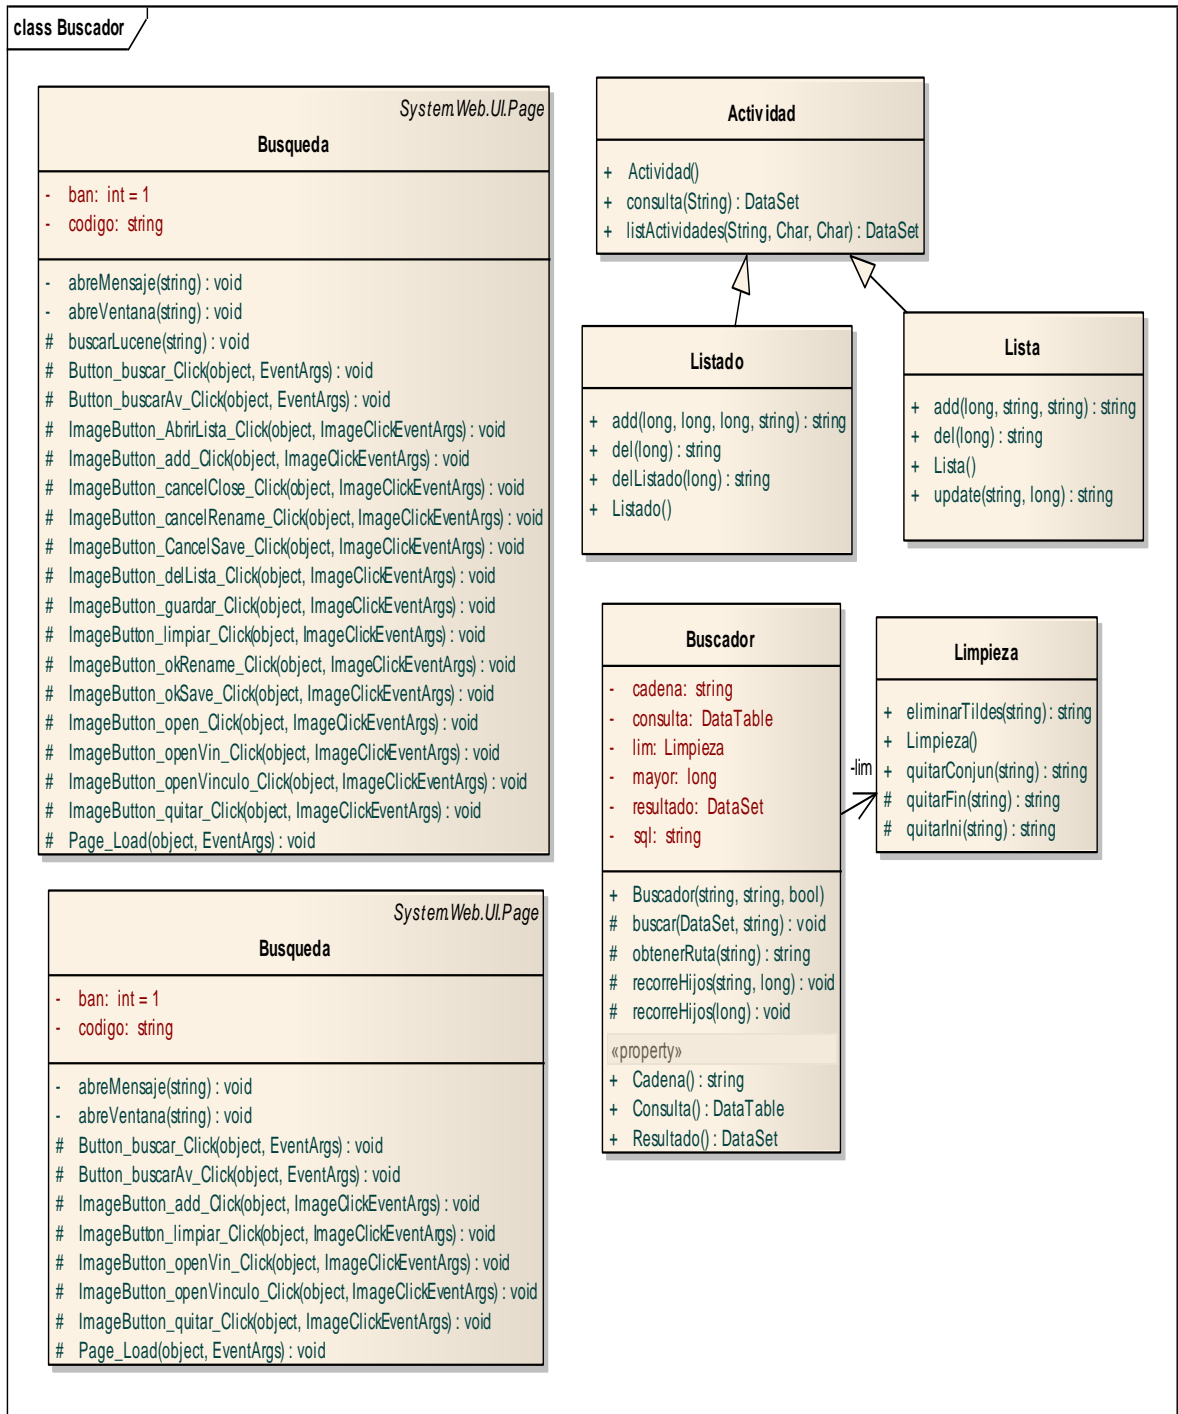 class Buscador
System.Web.UI.Page
Busqueda
- ban: int = 1
- codigo: string
- abreMensaje(string) : void
- abreVentana(string) : void
# buscarLucene(string) : void
# Button_buscar_Click(object, EventArgs) : void
# Button_buscarAv_Click(object, EventArgs) : void
# ImageButton_AbrirLista_Click(object, ImageClickEventArgs) : void
# ImageButton_add_Click(object, ImageClickEventArgs) : void
# ImageButton_cancelClose_Click(object, ImageClickEventArgs) : void
# ImageButton_cancelRename_Click(object, ImageClickEventArgs) : void
# ImageButton_CancelSave_Click(object, ImageClickEventArgs) : void
# ImageButton_delLista_Click(object, ImageClickEventArgs) : void
# ImageButton_guardar_Click(object, ImageClickEventArgs) : void
# ImageButton_limpiar_Click(object, ImageClickEventArgs) : void
# ImageButton_okRename_Click(object, ImageClickEventArgs) : void
# ImageButton_okSave_Click(object, ImageClickEventArgs) : void
# ImageButton_open_Click(object, ImageClickEventArgs) : void
# ImageButton_openVin_Click(object, ImageClickEventArgs) : void
# ImageButton_openVinculo_Click(object, ImageClickEventArgs) : void
# ImageButton_quitar_Click(object, ImageClickEventArgs) : void
# Page_Load(object, EventArgs) : void
System.Web.UI.Page
Busqueda
- ban: int = 1
- codigo: string
- abreMensaje(string) : void
- abreVentana(string) : void
# Button_buscar_Click(object, EventArgs) : void
# Button_buscarAv_Click(object, EventArgs) : void
# ImageButton_add_Click(object, ImageClickEventArgs) : void
# ImageButton_limpiar_Click(object, ImageClickEventArgs) : void
# ImageButton_openVin_Click(object, ImageClickEventArgs) : void
# ImageButton_openVinculo_Click(object, ImageClickEventArgs) : void
# ImageButton_quitar_Click(object, ImageClickEventArgs) : void
# Page_Load(object, EventArgs) : void
Actividad
+ Actividad()
+ consulta(String) : DataSet
+ listActividades(String, Char, Char) : DataSet
Listado
+ add(long, long, long, string) : string
+ del(long) : string
+ delListado(long) : string
+ Listado()
Lista
+ add(long, string, string) : string
+ del(long) : string
+ Lista()
+ update(string, long) : string
Buscador
- cadena: string
- consulta: DataTable
- lim: Limpieza
- mayor: long
- resultado: DataSet
- sql: string
+ Buscador(string, string, bool)
# buscar(DataSet, string) : void
# obtenerRuta(string) : string
# recorreHijos(string, long) : void
# recorreHijos(long) : void
«property»
+ Cadena() : string
+ Consulta() : DataTable
+ Resultado() : DataSet
-lim
Limpieza
+ eliminarTildes(string) : string
+ Limpieza()
+ quitarConjun(string) : string
# quitarFin(string) : string
# quitarIni(string) : string